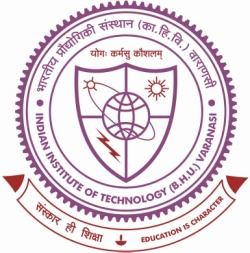 भारतीय प्रौद्योगिकी संस्थान (का.हि.वि.) वाराणसी
योगः कर्मसु कौशलम्
INDIAN INSTITUTE OF TECHNOLOGY (B.H.U.) VARANASI
संस्कार ही शिक्षा
EDUCATION IS CHARACTER